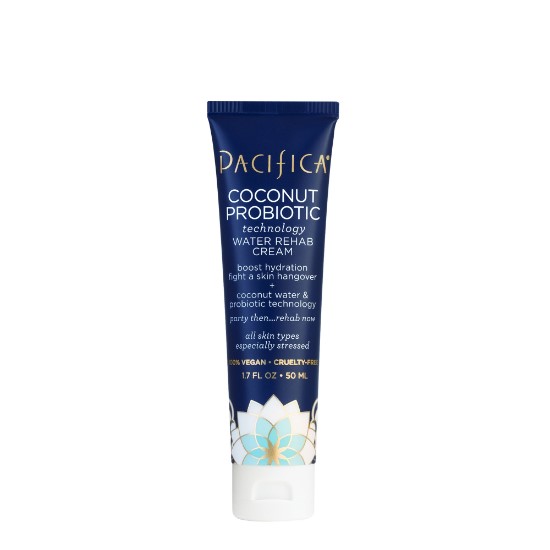 PACIFICA®
COCONUT
PROBIOTIC
technology
WATER REHAB
CREAM
boost hydration
fight a skin hangover
+
coconut water &
probiotic technology
party then...rehab now
all skin types
especially stressed
100% VEGAN • CRUELTY-FREE
1.7 FL OZ • 50 ML